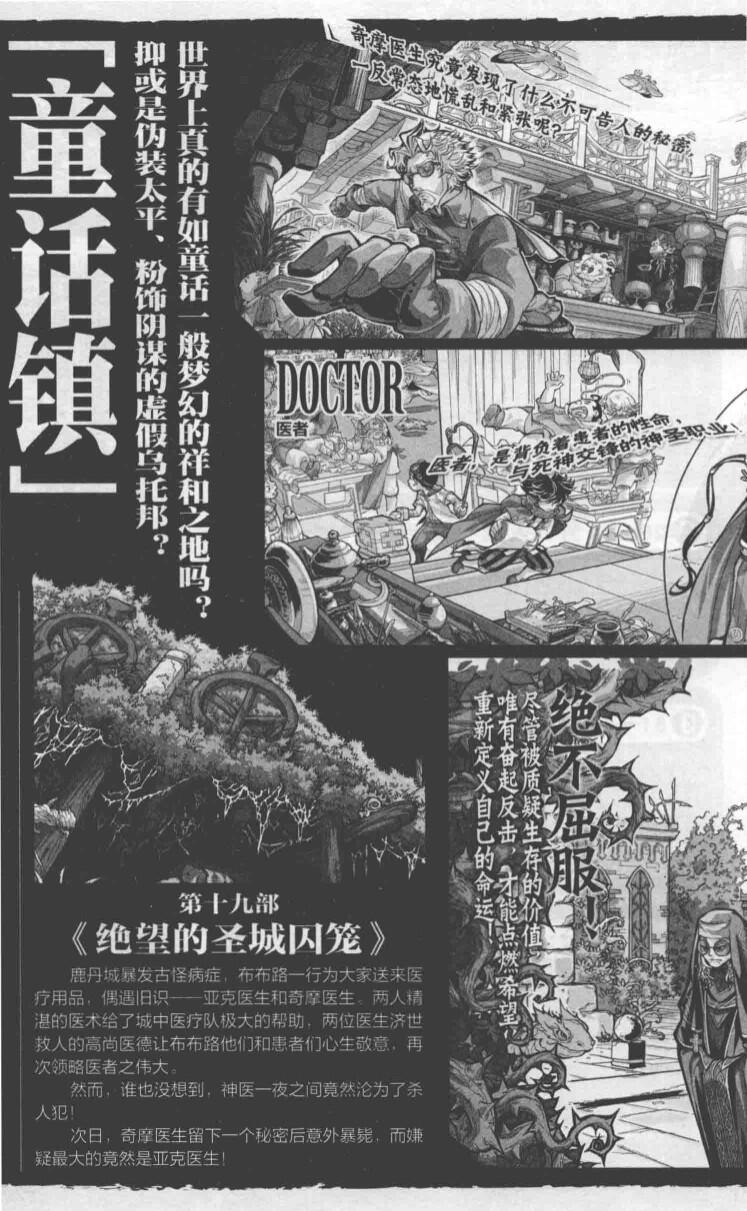 「童话镇」
世界上真的有如童话一般梦幻的祥和之地吗？
抑或是伪装太平、粉饰阴谋的虚假乌托邦？
奇摩医生究竟发现了什么不可告人的秘密，
一反常态地慌乱和紧张呢？
DOCTOR
医者
医者，是背负着患者的性命，
与死神交锋的神圣职业！
绝不屈服！
尽管被质疑生存的价值，
唯有奋起反击，才能点燃希望，
重新定义自己的命运！
第十九部
《绝望的圣城囚笼》
鹿丹城暴发古怪病症，布布路一行为大家送来医
疗用品，偶遇旧识——亚克医生和奇摩医生。两人精
湛的医术给了城中医疗队极大的帮助，两位医生济世
救人的高尚医德让布布路他们和患者们心生敬意，再
次领略医者之伟大。
然而，谁也没想到，神医一夜之间竟然沦为了杀
人犯！
次日，奇摩医生留下一个秘密后意外暴毙，而嫌
疑最大的竟然是亚克医生！